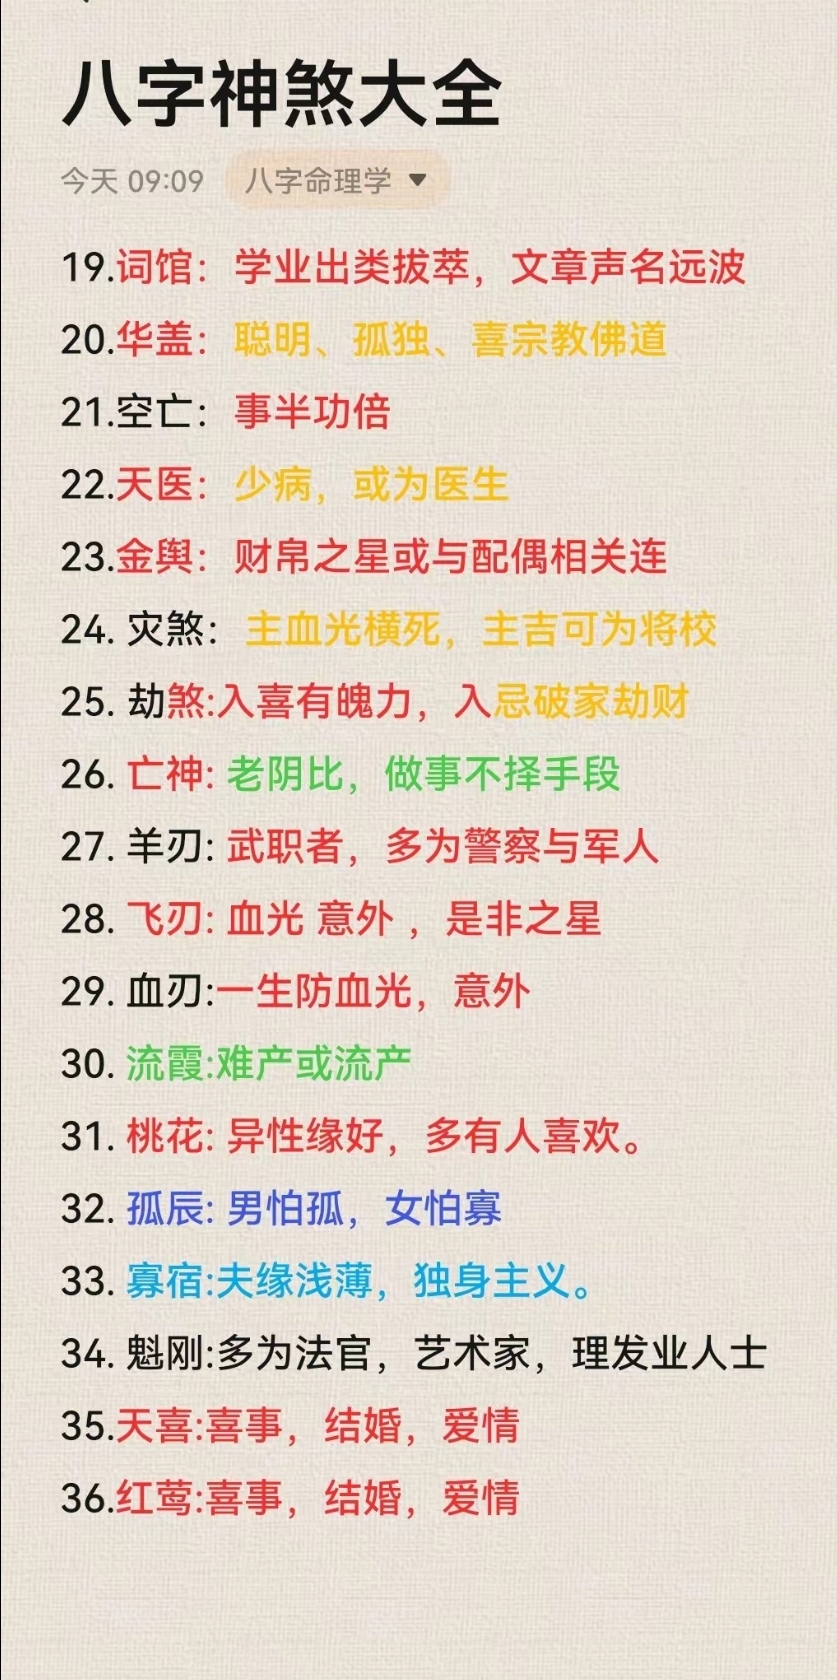 八字神煞大全
今天 09:09 八字命理学
19.词馆：学业出类拔萃，文章声名远波
20.华盖：聪明、孤独、喜宗教佛道
21.空亡：事半功倍
22.天医：少病，或为医生
23.金舆：财帛之星或与配偶相关连
24. 灾煞：主血光横死，主吉可为将校
25. 劫煞:入喜有魄力，入忌破家劫财
26. 亡神: 老阴比，做事不择手段
27. 羊刃: 武职者，多为警察与军人
28. 飞刃: 血光 意外 ，是非之星
29. 血刃:一生防血光，意外
30. 流霞:难产或流产
31. 桃花: 异性缘好，多有人喜欢。
32. 孤辰: 男怕孤，女怕寡
33. 寡宿:夫缘浅薄，独身主义。
34. 魁刚:多为法官，艺术家，理发业人士
35.天喜:喜事，结婚，爱情
36.红莺:喜事，结婚，爱情